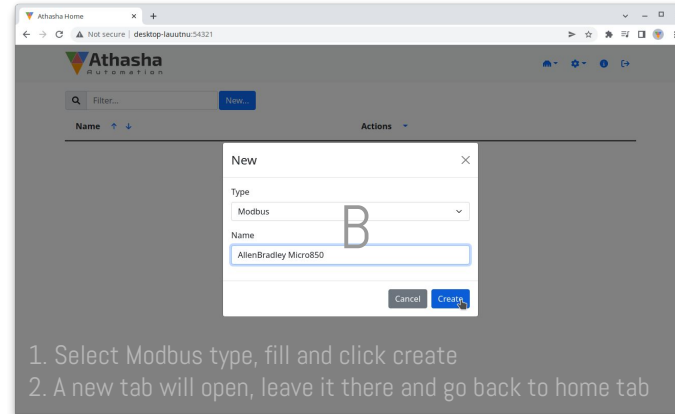 Athasha Home
Not secure | desktop-lauutnu:54321
Athasha
Automation
Filter...
New...
Name
Actions
New
Type
Modbus
B
Name
AllenBradley Micro850
Cancel
Create
1. Select Modbus type, fill and click create
2. A new tab will open, leave it there and go back to home tab